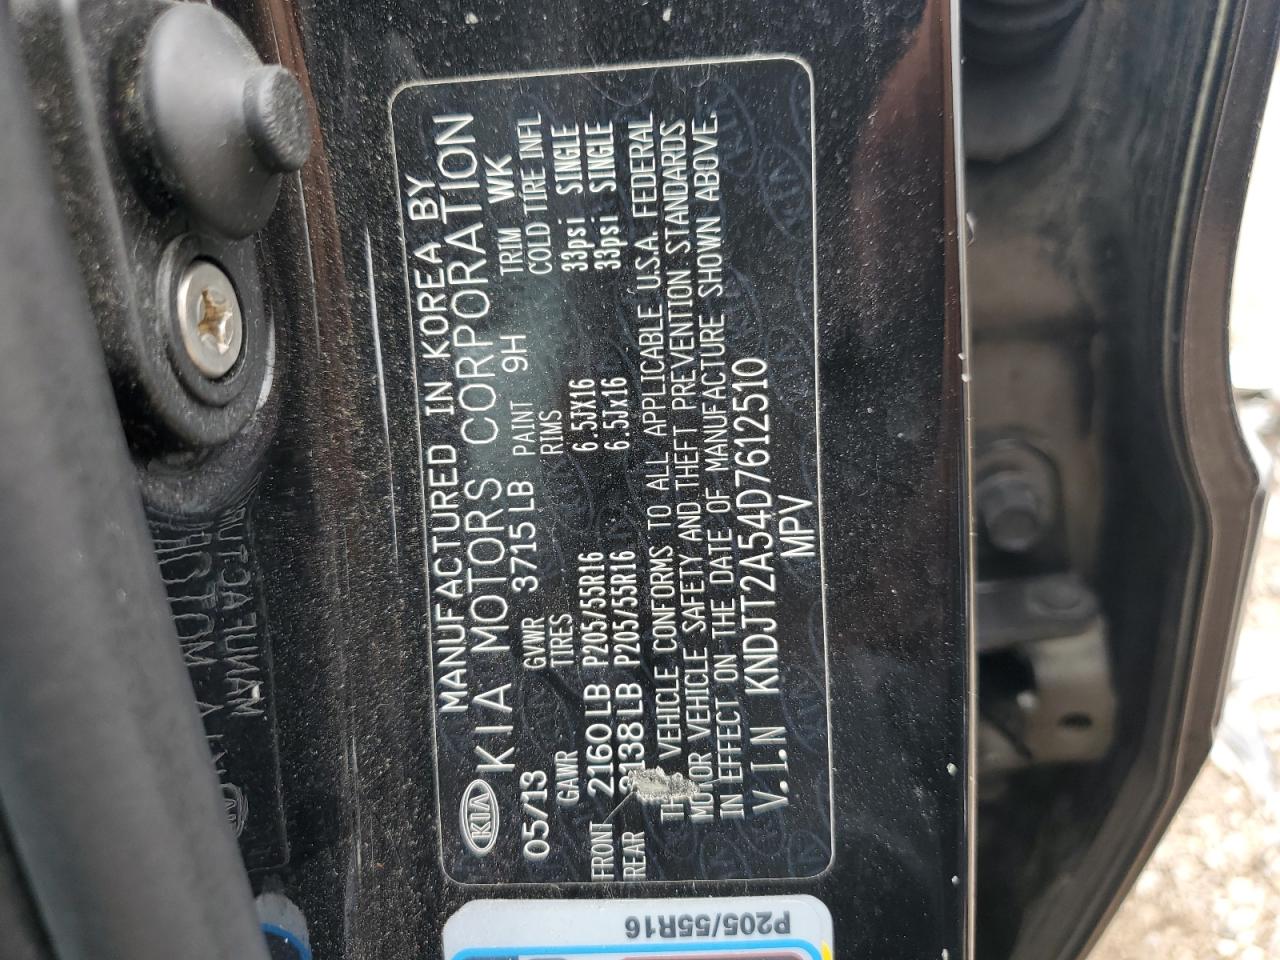 MANUFACTURED IN KOREA BY
KIA KIA MOTORS CORPORATION
05/13 GVWR 3715 LB PAINT 9H TRIM WK
GAWR TIRES RIMS COLD TIRE INFL
FRONT 2160 LB P205/55R16 6.5JX16 33psi SINGLE
REAR 138 LB P205/55R16 6.5Jx16 33psi SINGLE
VEHICLE CONFORMS TO ALL APPLICABLE U.S.A. FEDERAL
MOTOR VEHICLE SAFETY AND THEFT PREVENTION STANDARDS
IN EFFECT ON THE DATE OF MANUFACTURE SHOWN ABOVE.
V.I.N KNDJT2A54D7612510
MPV
P205/55R16